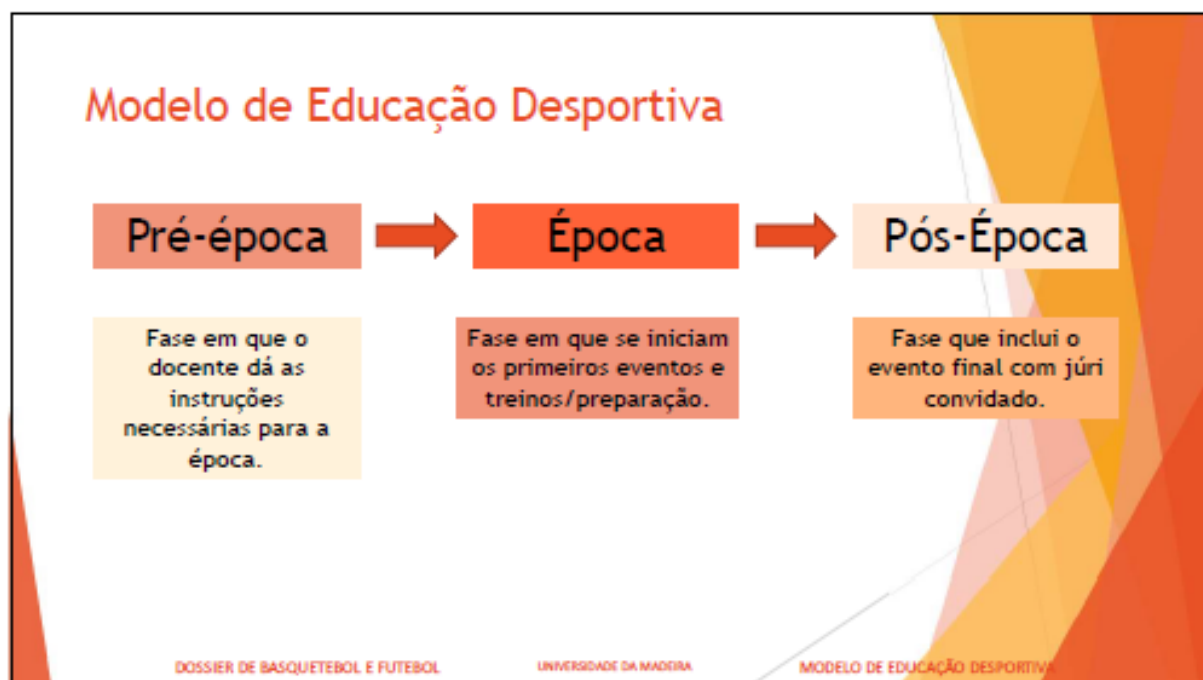 Modelo de Educação Desportiva
Pré-época
Época
Pós-Época
Fase em que o
docente dá as
instruções
necessárias para a
época.
Fase em que se iniciam
os primeiros eventos e
treinos/preparação.
Fase que inclui o
evento final com júri
convidado.
DOSSIER DE BASQUETEBOL E FUTEBOL
UNIVERSIDADE DA MADEIRA
MODELO DE EDUCAÇÃO DESPORTIVA